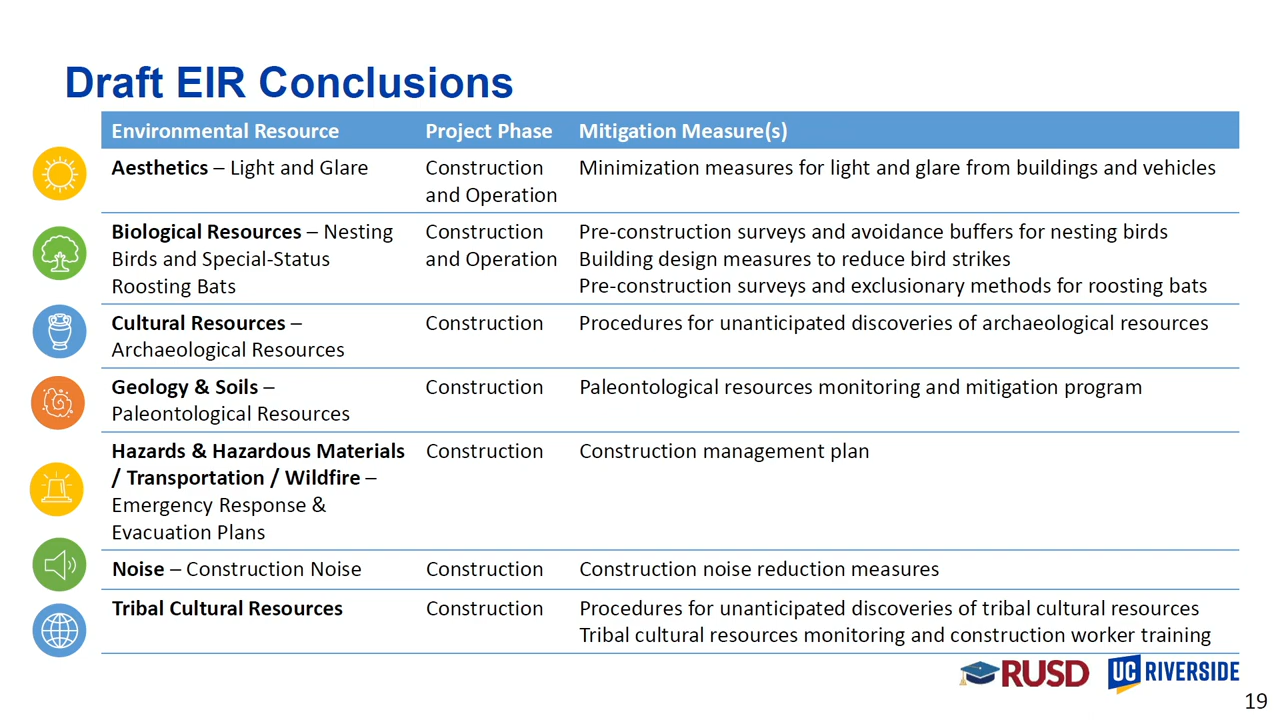 Draft EIR Conclusions
Environmental Resource Project Phase Mitigation Measure(s)
Aesthetics – Light and Glare
Construction
and Operation
Minimization measures for light and glare from buildings and vehicles
Biological Resources – Nesting
Birds and Special-Status
Roosting Bats
Construction
and Operation
Pre-construction surveys and avoidance buffers for nesting birds
Building design measures to reduce bird strikes
Pre-construction surveys and exclusionary methods for roosting bats
Cultural Resources –
Archaeological Resources
Construction
Procedures for unanticipated discoveries of archaeological resources
Geology & Soils –
Paleontological Resources
Construction
Paleontological resources monitoring and mitigation program
Hazards & Hazardous Materials
/ Transportation / Wildfire –
Emergency Response &
Evacuation Plans
Construction
Construction management plan
Noise – Construction Noise
Construction
Construction noise reduction measures
Tribal Cultural Resources
Construction
Procedures for unanticipated discoveries of tribal cultural resources
Tribal cultural resources monitoring and construction worker training
RUSD
UC RIVERSIDE
19